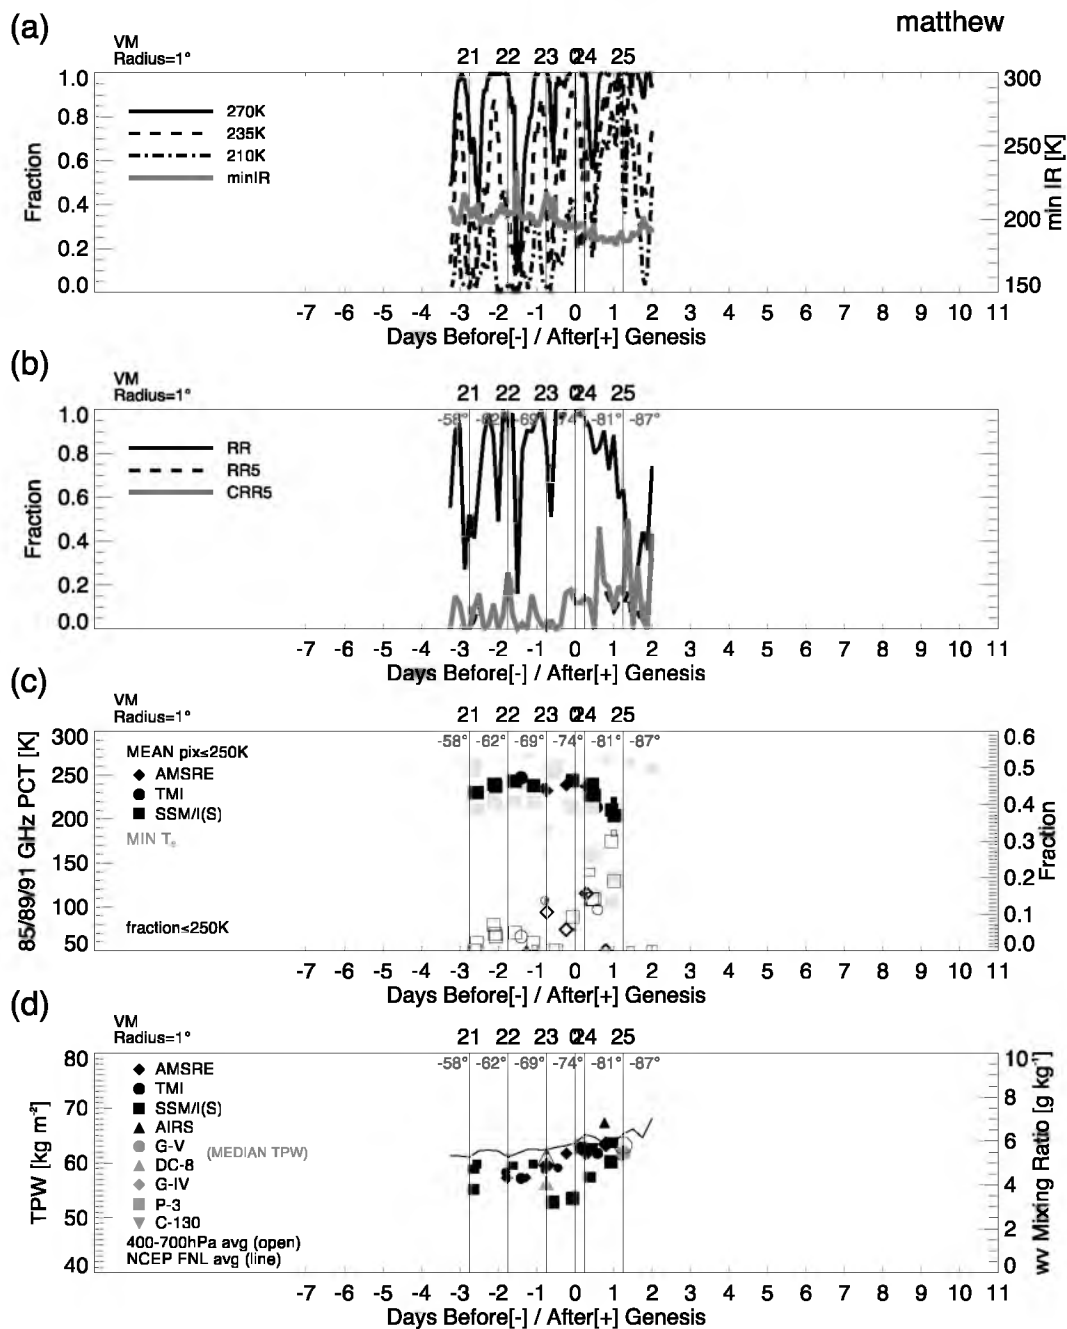 (a)
matthew
VM
Radius=1°
21 22 23 0 24 25
1.0 0.8 0.6 0.4 0.2 0.0
Fraction
270K
235K
210K
minIR
300 250 200 150
min IR [K]
-7 -6 -5 -4 -3 -2 -1 0 1 2 3 4 5 6 7 8 9 10 11
Days Before[-] / After[+] Genesis
(b)
VM
Radius=1°
21 22 23 0 24 25
-58° -62° -69° -74° -81° -87°
1.0 0.8 0.6 0.4 0.2 0.0
Fraction
RR
RR5
CRR5
-7 -6 -5 -4 -3 -2 -1 0 1 2 3 4 5 6 7 8 9 10 11
Days Before[-] / After[+] Genesis
(c)
VM
Radius=1°
21 22 23 0 24 25
-58° -62° -69° -74° -81° -87°
300 250 200 150 100 50
85/89/91 GHz PCT [K]
MEAN pix≤250K
AMSRE
TMI
SSM/I(S)
MIN T
fraction≤250K
0.6 0.5 0.4 0.3 0.2 0.1 0.0
Fraction
-7 -6 -5 -4 -3 -2 -1 0 1 2 3 4 5 6 7 8 9 10 11
Days Before[-] / After[+] Genesis
(d)
VM
Radius=1°
21 22 23 0 24 25
-58° -62° -69° -74° -81° -87°
80 70 60 50 40
TPW [kg m⁻²]
AMSRE
TMI
SSM/I(S)
AIRS
G-V (MEDIAN TPW)
DC-8
G-IV
P-3
C-130
400-700hPa avg (open)
NCEP FNL avg (line)
10 8 6 4 2 0
wv Mixing Ratio [g kg⁻¹]
-7 -6 -5 -4 -3 -2 -1 0 1 2 3 4 5 6 7 8 9 10 11
Days Before[-] / After[+] Genesis